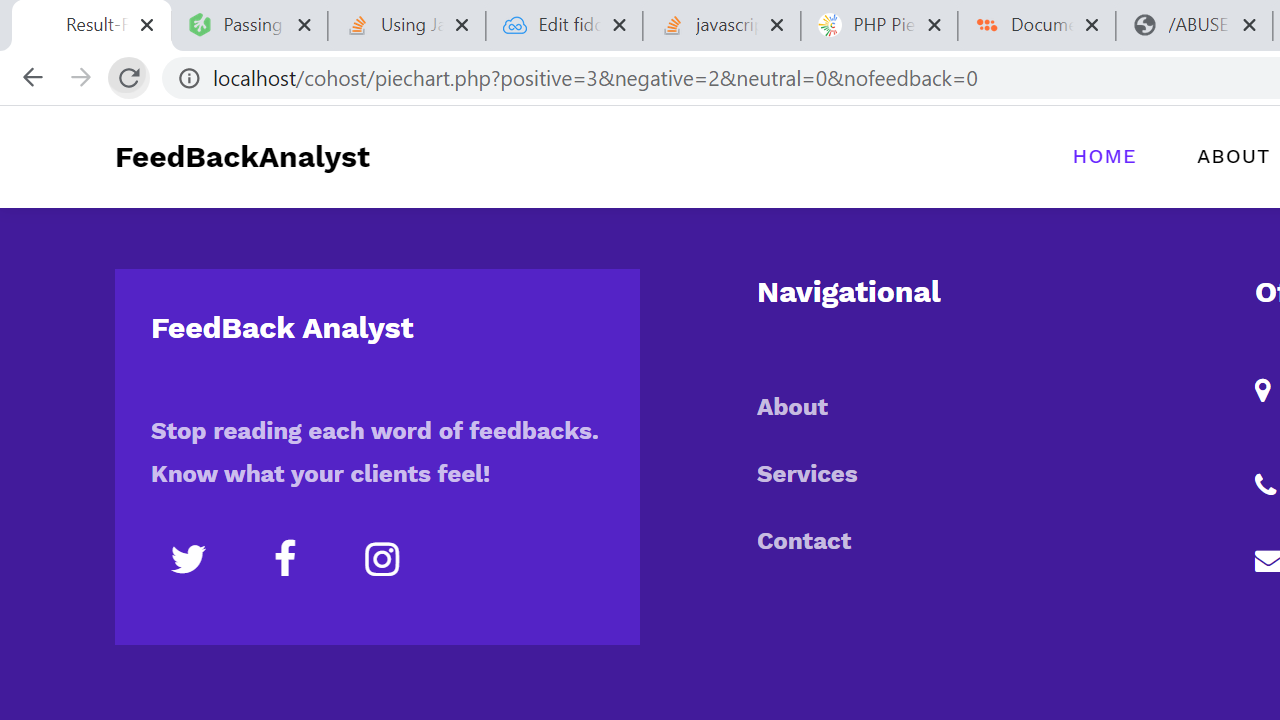 Result-
Passing
Using Ja
Edit fidd
javascrip
PHP Pie
Docume
/ABUSE
localhost/cohost/piechart.php?positive=3&negative=2&neutral=0&nofeedback=0
FeedBackAnalyst
HOME
ABOUT
FeedBack Analyst
Stop reading each word of feedbacks.
Know what your clients feel!
Navigational
About
Services
Contact